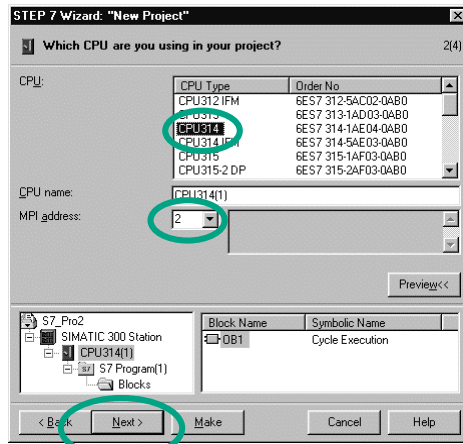 STEP 7 Wizard: "New Project"
Which CPU are you using in your project? 2(4)
CPU:
CPU Type Order No
CPU312 IFM 6ES7 312-5AC02-0AB0
CPU313 6ES7 313-1AD03-0AB0
CPU314 6ES7 314-1AE04-0AB0
CPU314 IFM 6ES7 314-5AE03-0AB0
CPU315 6ES7 315-1AF03-0AB0
CPU315-2 DP 6ES7 315-2AF03-0AB0
CPU name: CPU314(1)
MPI address: 2
Preview<<
S7_Pro2 Block Name Symbolic Name
SIMATIC 300 Station OB1 Cycle Execution
CPU314(1)
S7 Program(1)
Blocks
< Back Next > Make Cancel Help